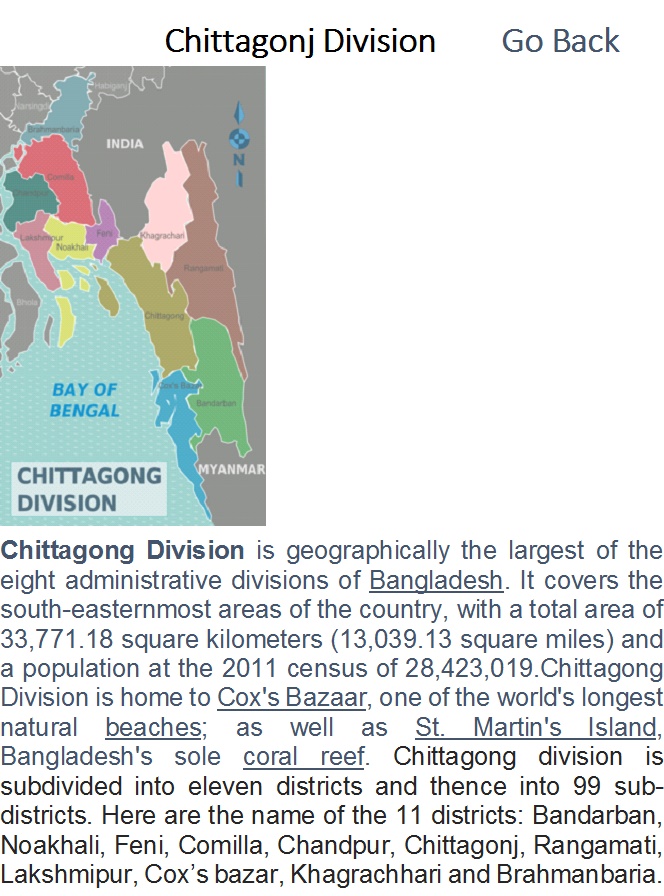 Chittagonj Division Go Back
Habiganj
Narsingdi
Brahmanbaria
INDIA
N
Comilla
Chandpur
Lakshmipur
Feni
Noakhali
Khagrachari
Rangamati
Bhola
Chittagong
Cox's Bazar
BAY OF
BENGAL
Bandarban
MYANMAR
CHITTAGONG
DIVISION
Chittagong Division is geographically the largest of the
eight administrative divisions of Bangladesh. It covers the
south-easternmost areas of the country, with a total area of
33,771.18 square kilometers (13,039.13 square miles) and
a population at the 2011 census of 28,423,019.Chittagong
Division is home to Cox's Bazaar, one of the world's longest
natural beaches; as well as St. Martin's Island,
Bangladesh's sole coral reef. Chittagong division is
subdivided into eleven districts and thence into 99 sub-
districts. Here are the name of the 11 districts: Bandarban,
Noakhali, Feni, Comilla, Chandpur, Chittagonj, Rangamati,
Lakshmipur, Cox’s bazar, Khagrachhari and Brahmanbaria.